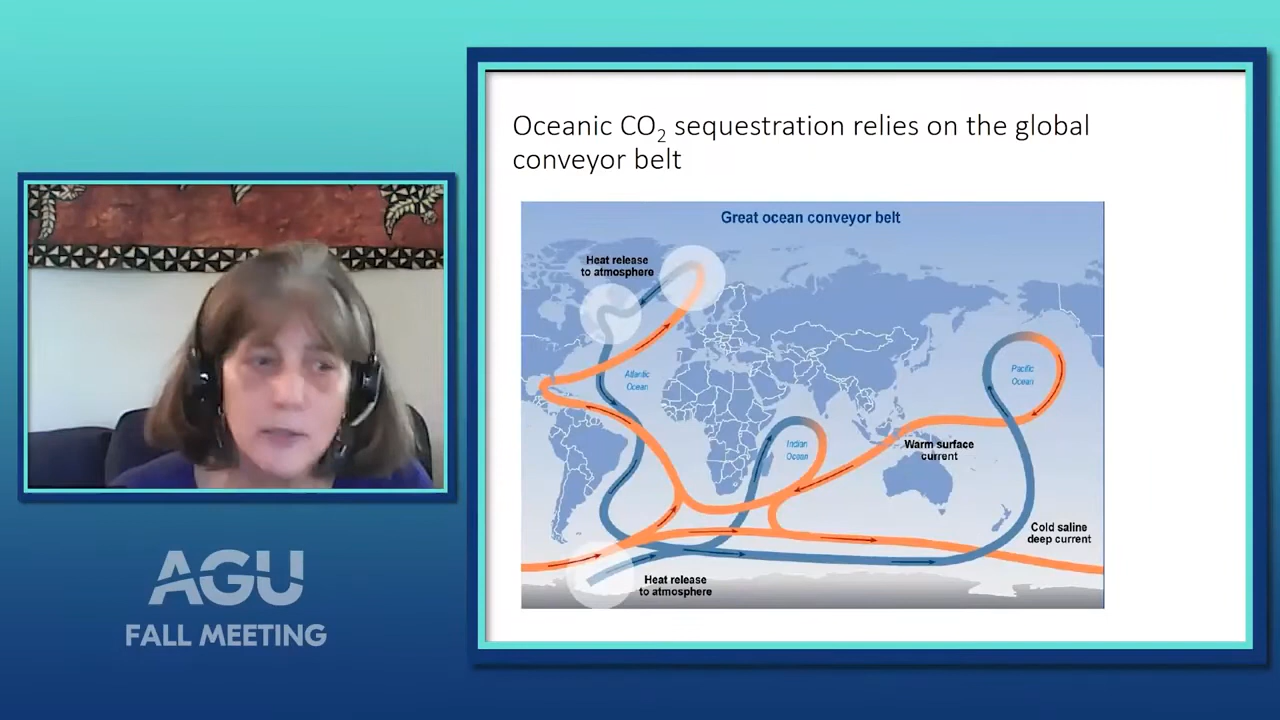 Oceanic CO₂ sequestration relies on the global
conveyor belt
Great ocean conveyor belt
Heat release
to atmosphere
Atlantic
Ocean
Pacific
Ocean
Indian
Ocean
Warm surface
current
Cold saline
deep current
Heat release
to atmosphere
AGU
FALL MEETING